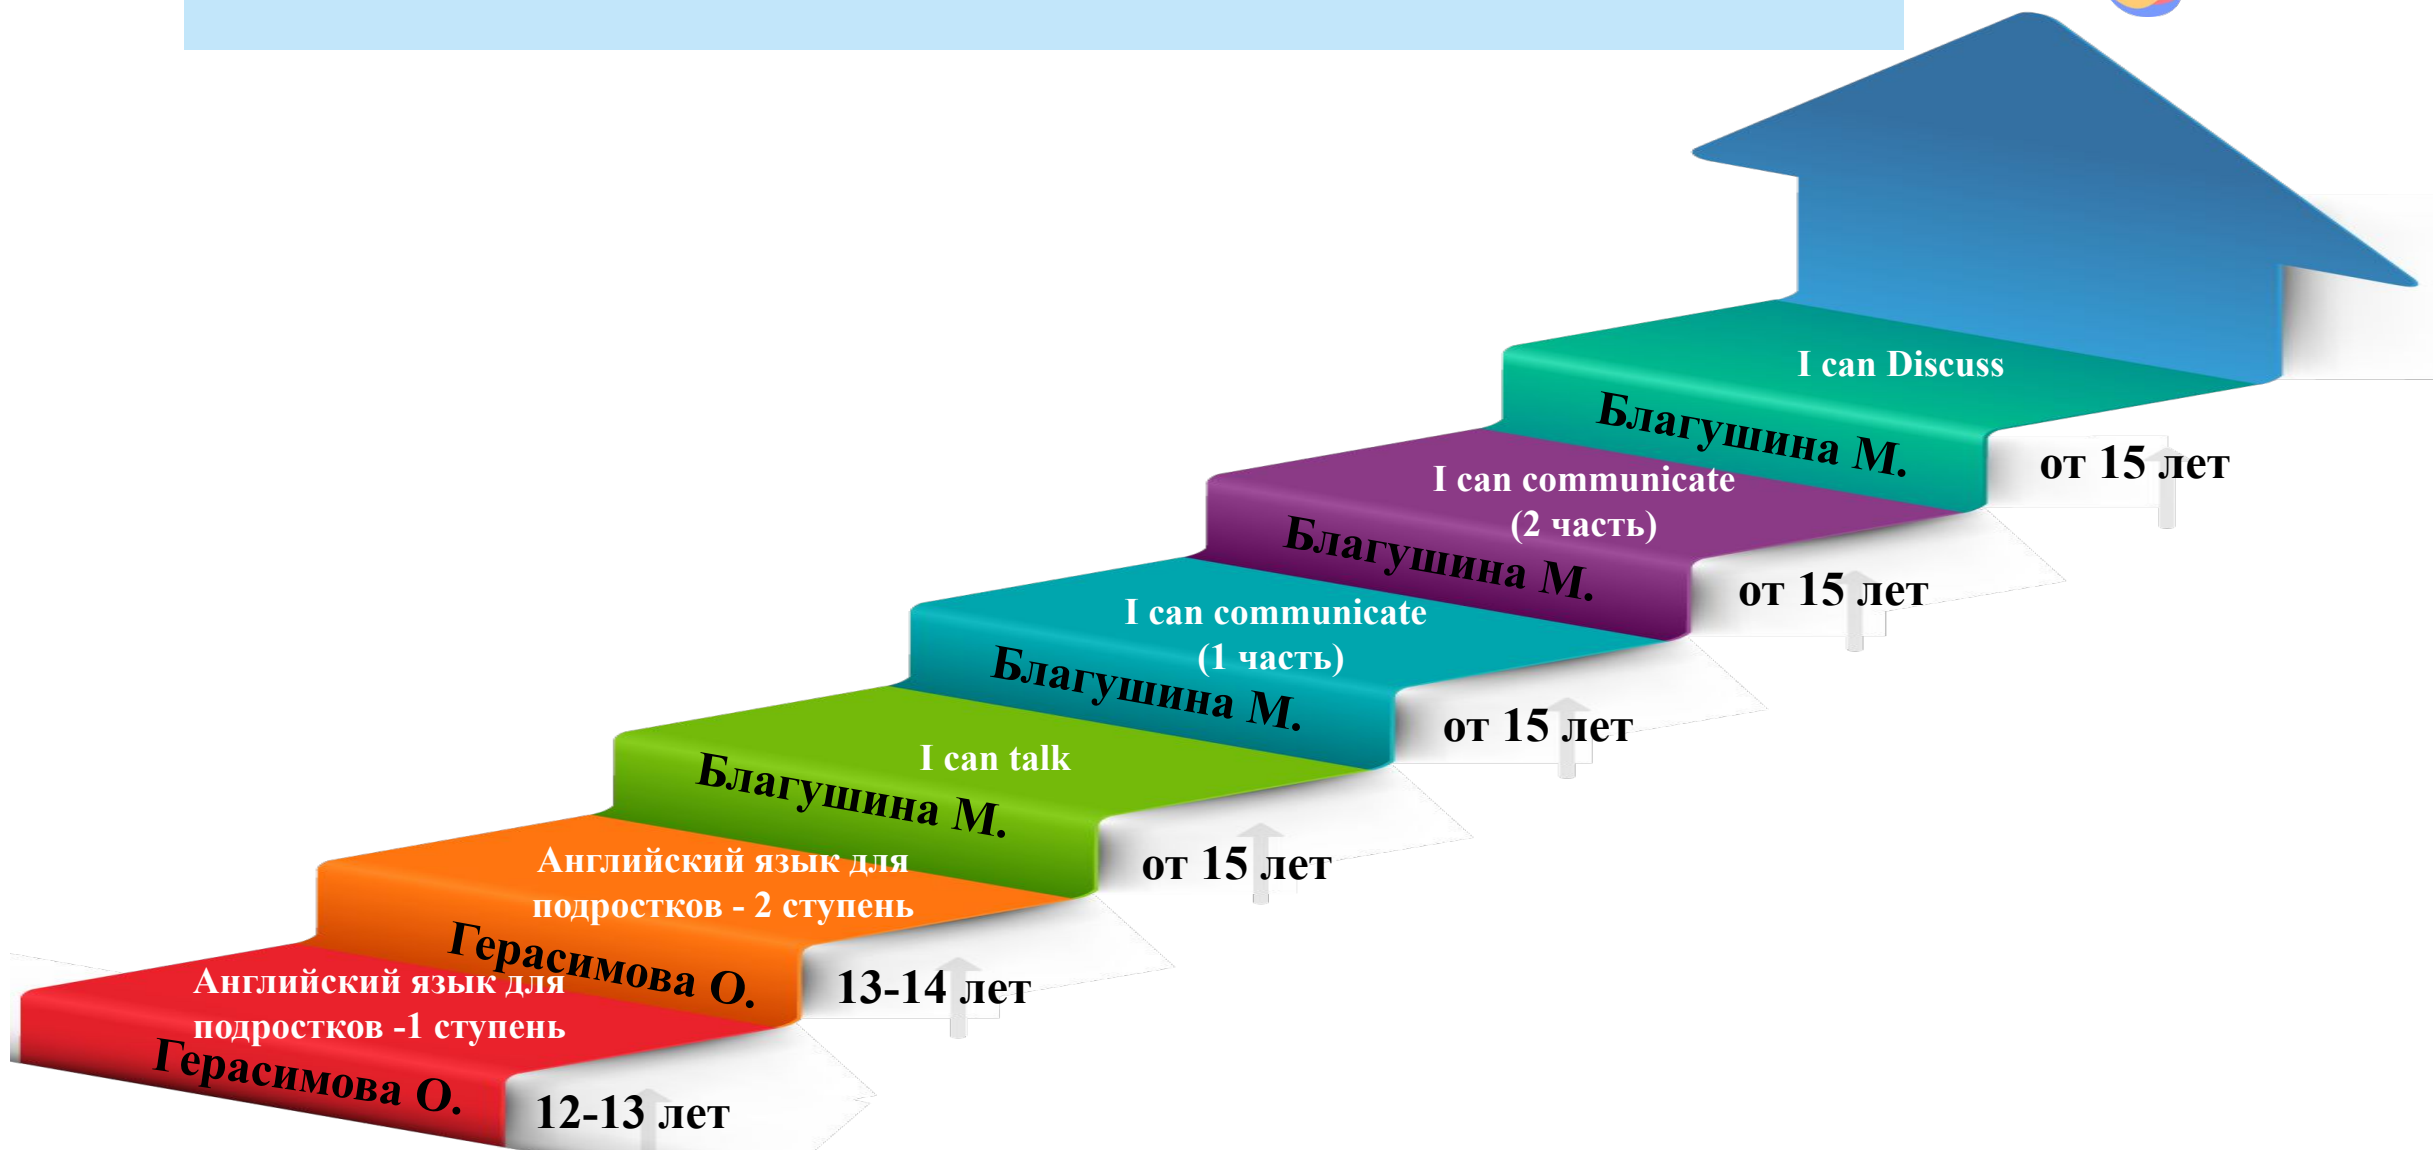 I can Discuss
Благушина М.
от 15 лет
I can communicate
(2 часть)
Благушина М.
от 15 лет
I can communicate
(1 часть)
Благушина М.
от 15 лет
I can talk
Благушина М.
от 15 лет
Английский язык для
подростков - 2 ступень
Герасимова О.
13-14 лет
Английский язык для
подростков -1 ступень
Герасимова О.
12-13 лет